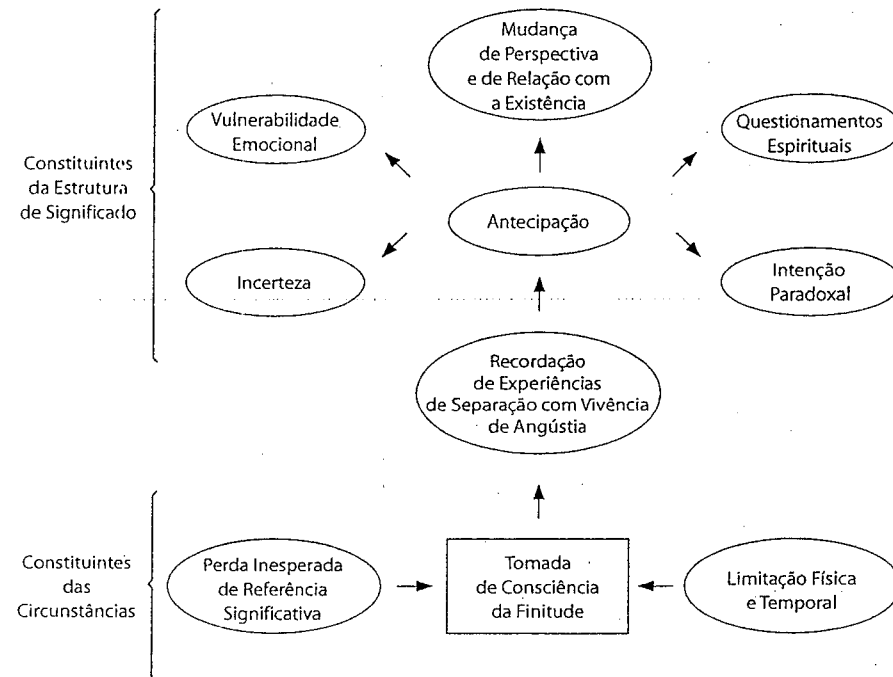 Mudança
de Perspectiva
e de Relação com
a Existência
Vulnerabilidade
Emocional
Questionamentos
Espirituais
Constituintes
da Estrutura
de Significado
Antecipação
Incerteza
Intenção
Paradoxal
Recordação
de Experiências
de Separação com Vivência
de Angústia
Constituintes
das
Circunstâncias
Perda Inesperada
de Referência
Significativa
Tomada
de Consciência
da Finitude
Limitação Física
e Temporal